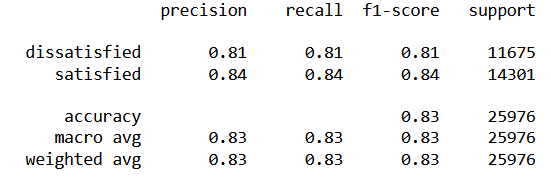 precision recall f1-score support
dissatisfied 0.81 0.81 0.81 11675
satisfied 0.84 0.84 0.84 14301
accuracy 0.83 25976
macro avg 0.83 0.83 0.83 25976
weighted avg 0.83 0.83 0.83 25976